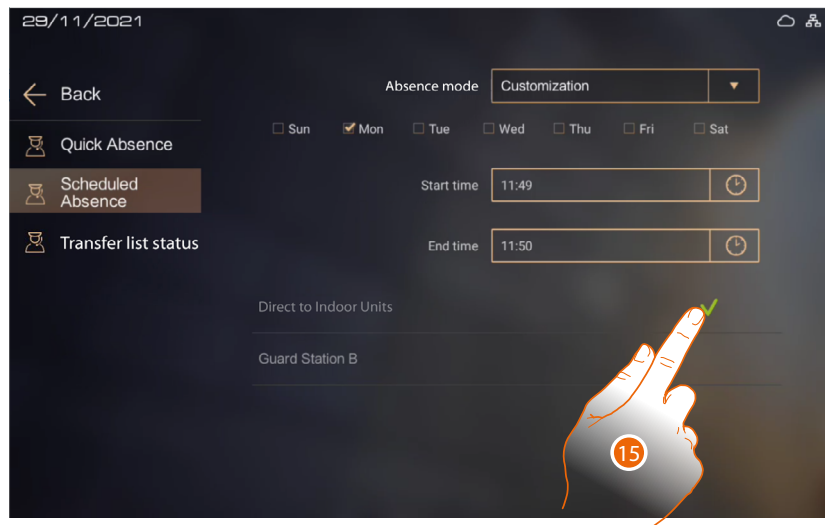 29/11/2021
Back
Quick Absence
Scheduled
Absence
Transfer list status
Absence mode Customization
Sun Mon Tue Wed Thu Fri Sat
Start time 11:49
End time 11:50
Direct to Indoor Units
Guard Station B
15